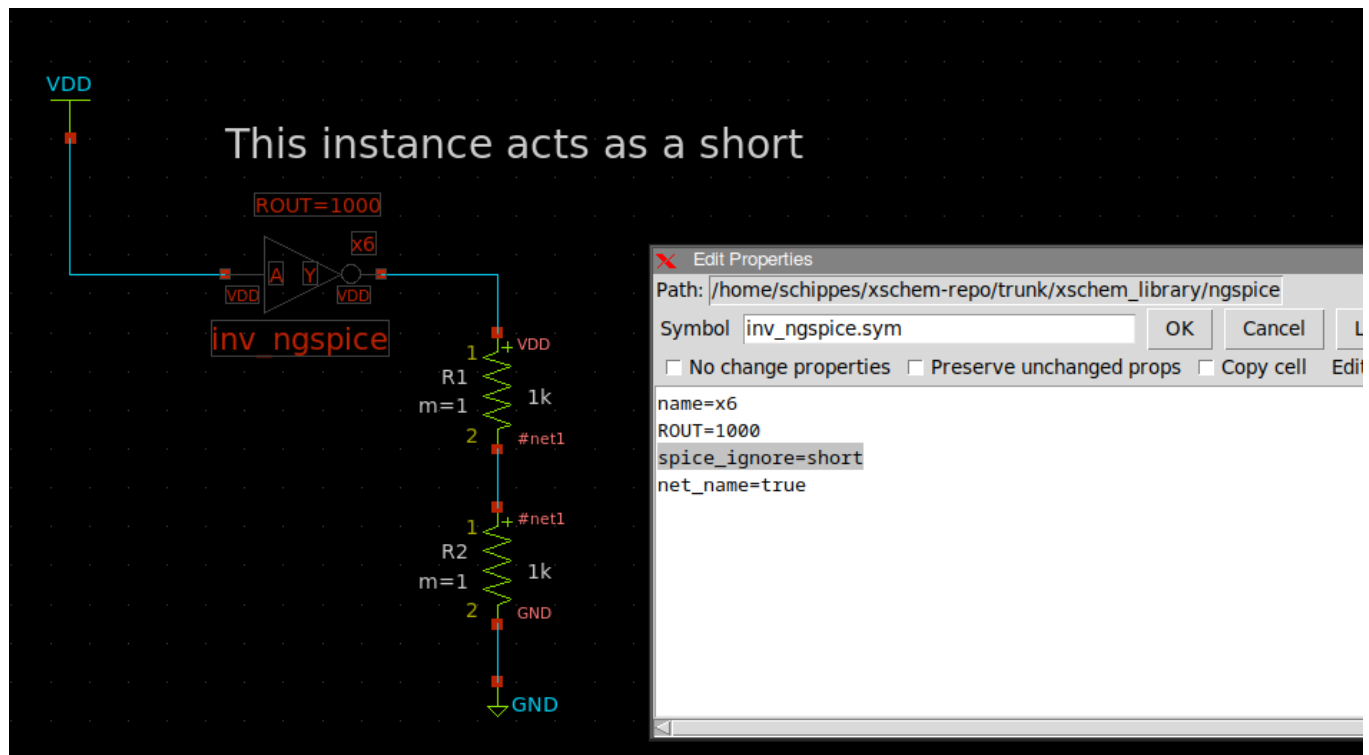 VDD
This instance acts as a short
ROUT=1000
x6
A Y
VDD VDD
inv_ngspice
1 VDD
R1
1k
m=1
2 #net1
1 #net1
R2
1k
m=1
2 GND
GND
Edit Properties
Path: /home/schippes/xschem-repo/trunk/xschem_library/ngspice
Symbol inv_ngspice.sym OK Cancel L
No change properties Preserve unchanged props Copy cell Edit
name=x6
ROUT=1000
spice_ignore=short
net_name=true